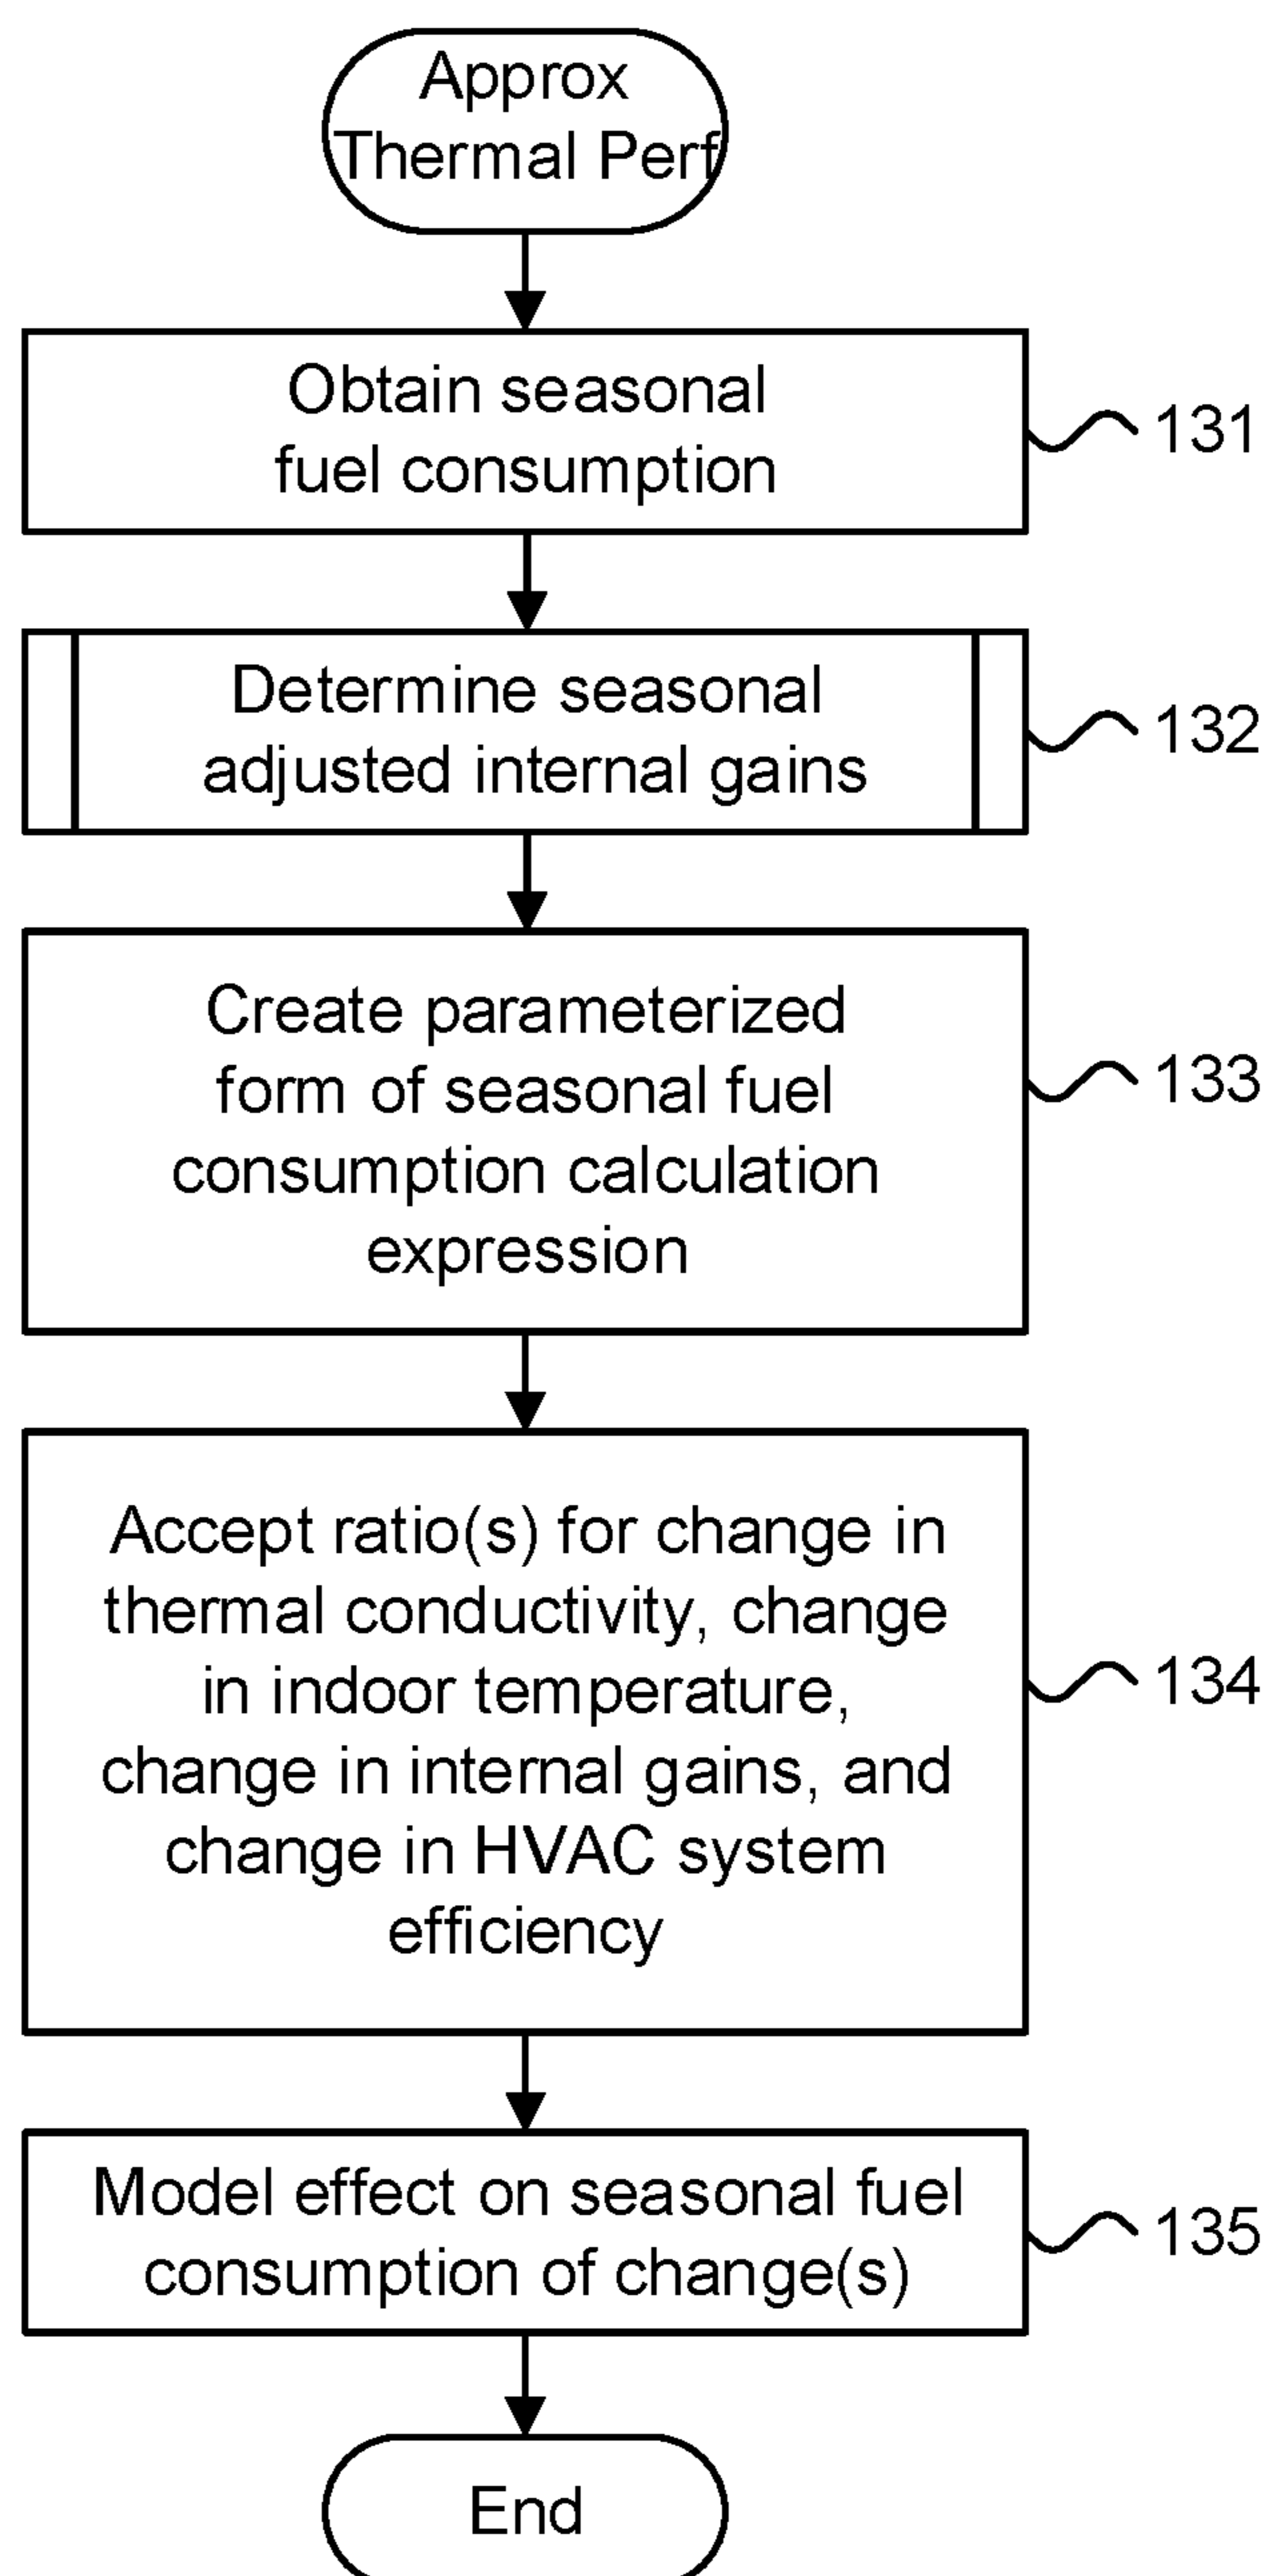 Approx
Thermal Perf
Obtain seasonal
fuel consumption
131
Determine seasonal
adjusted internal gains
132
Create parameterized
form of seasonal fuel
consumption calculation
expression
133
Accept ratio(s) for change in
thermal conductivity, change
in indoor temperature,
change in internal gains, and
change in HVAC system
efficiency
134
Model effect on seasonal fuel
consumption of change(s)
135
End